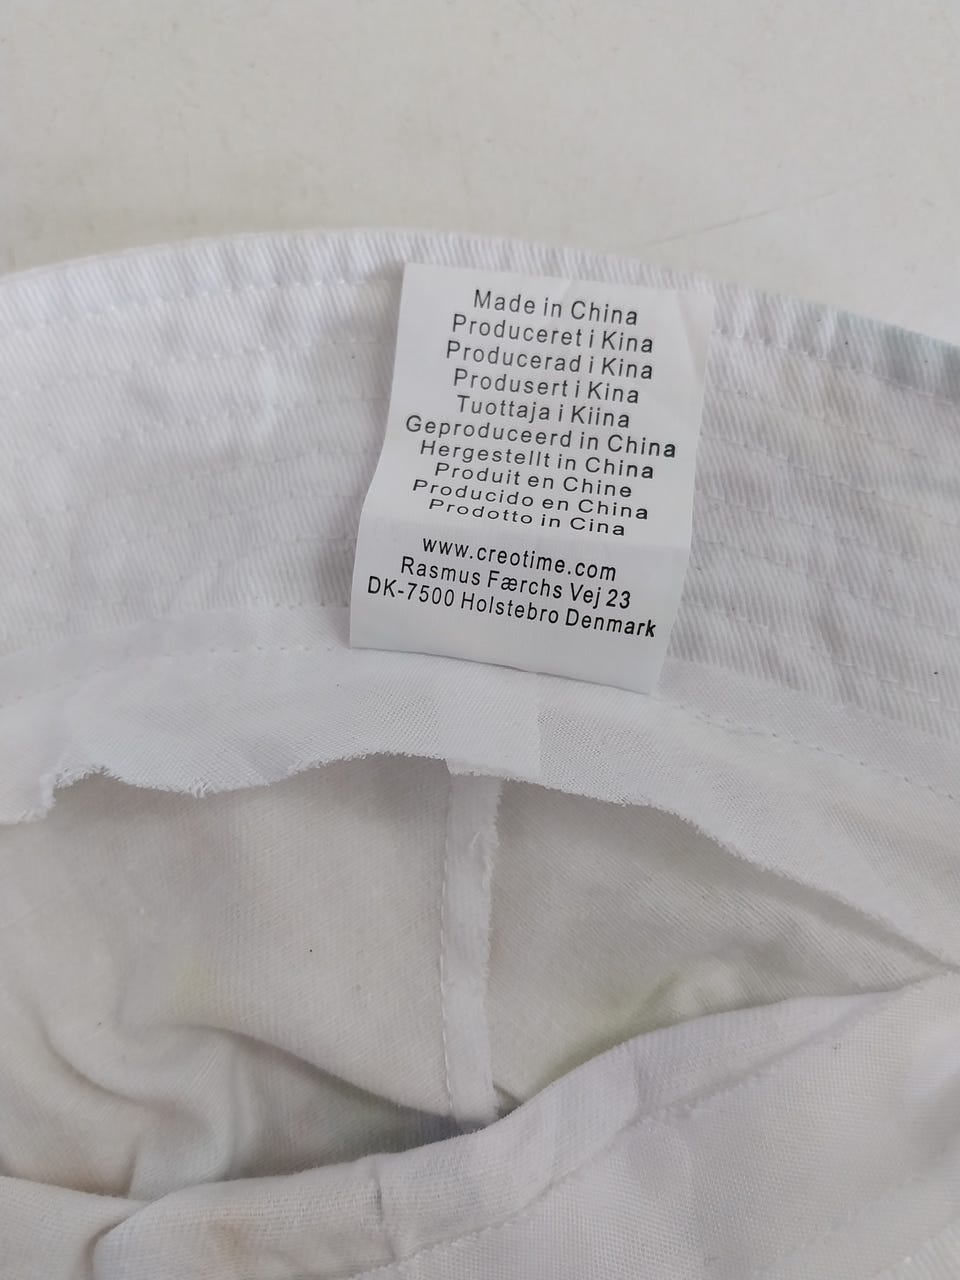 Made in China
Produceret i Kina
Producerad i Kina
Produsert i Kina
Tuottaja i Kiina
Geproduceerd in China
Hergestellt in China
Produit en Chine
Producido en China
Prodotto in Cina
www.creotime.com
Rasmus Færchs Vej 23
DK-7500 Holstebro Denmark